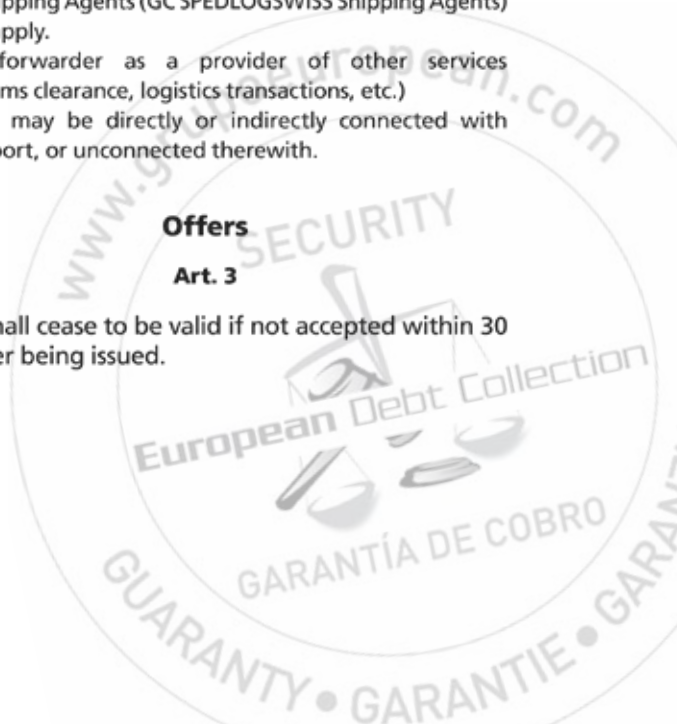 pping Agents (GC SPEDLOGSWISS Shipping Agents)
pply.
forwarder as a provider of other services
ms clearance, logistics transactions, etc.)
may be directly or indirectly connected with
port, or unconnected therewith.
Offers
Art. 3
hall cease to be valid if not accepted within 30
er being issued.
www.grupoeuropean.com
SECURITY
European Debt Collection
GARANTÍA DE COBRO
GUARANTY • GARANTIE • GARANT